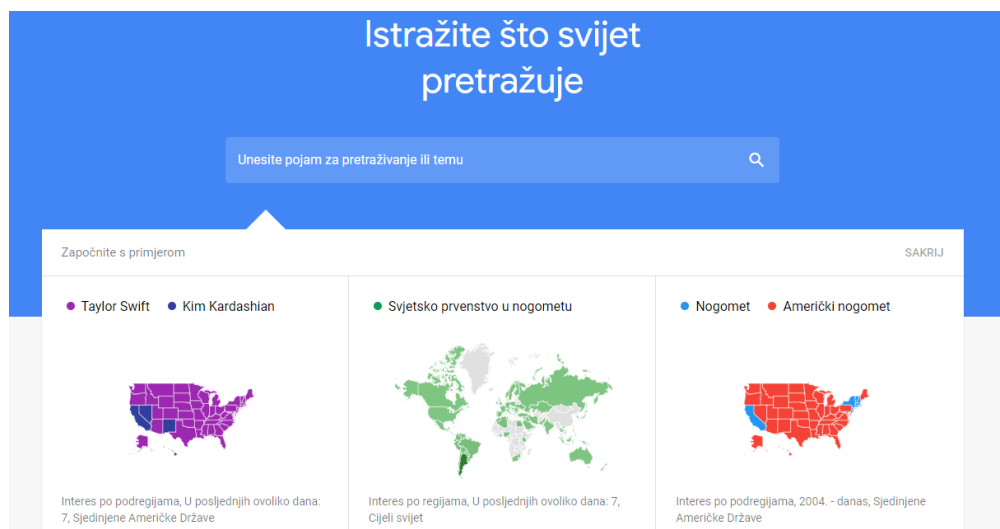 Istražite što svijet
pretražuje
Unesite pojam za pretraživanje ili temu
Započnite s primjerom
SAKRIJ
Taylor Swift
Kim Kardashian
Svjetsko prvenstvo u nogometu
Nogomet
Američki nogomet
Interes po podregijama, U posljednjih ovoliko dana:
7, Sjedinjene Američke Države
Interes po regijama, U posljednjih ovoliko dana: 7,
Cijeli svijet
Interes po podregijama, 2004. - danas, Sjedinjene
Američke Države